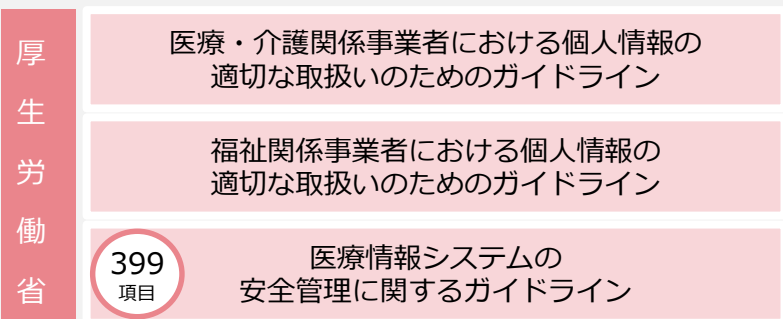 厚生労働省
医療・介護関係事業者における個人情報の
適切な取扱いのためのガイドライン
福祉関係事業者における個人情報の
適切な取扱いのためのガイドライン
399
項目
医療情報システムの
安全管理に関するガイドライン